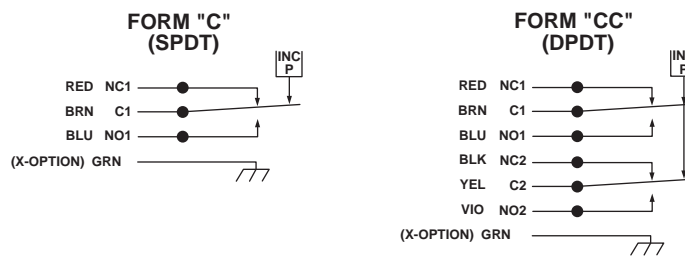 FORM "C"
(SPDT)
INC
P
RED NC1
BRN C1
BLU NO1
(X-OPTION) GRN
FORM "CC"
(DPDT)
IN
P
RED NC1
BRN C1
BLU NO1
BLK NC2
YEL C2
VIO NO2
(X-OPTION) GRN